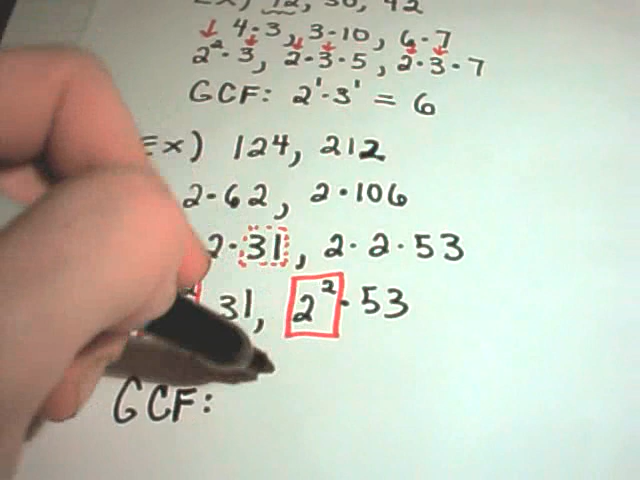 12, 30, 42
4·3, 3·10, 6·7
2²·3, 2·3·5, 2·3·7
GCF: 2¹·3¹ = 6
Ex) 124, 212
2·62, 2·106
2·31, 2·2·53
31, 2²·53
GCF: